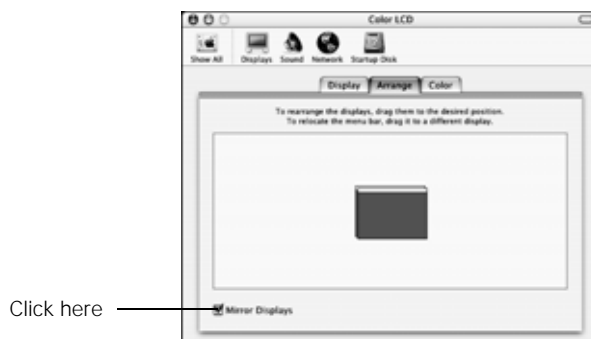 Color LCD
Show All Displays Sound Network Startup Disk
Display Arrange Color
To rearrange the displays, drag them to the desired position.
To relocate the menu bar, drag it to a different display.
Click here
Mirror Displays